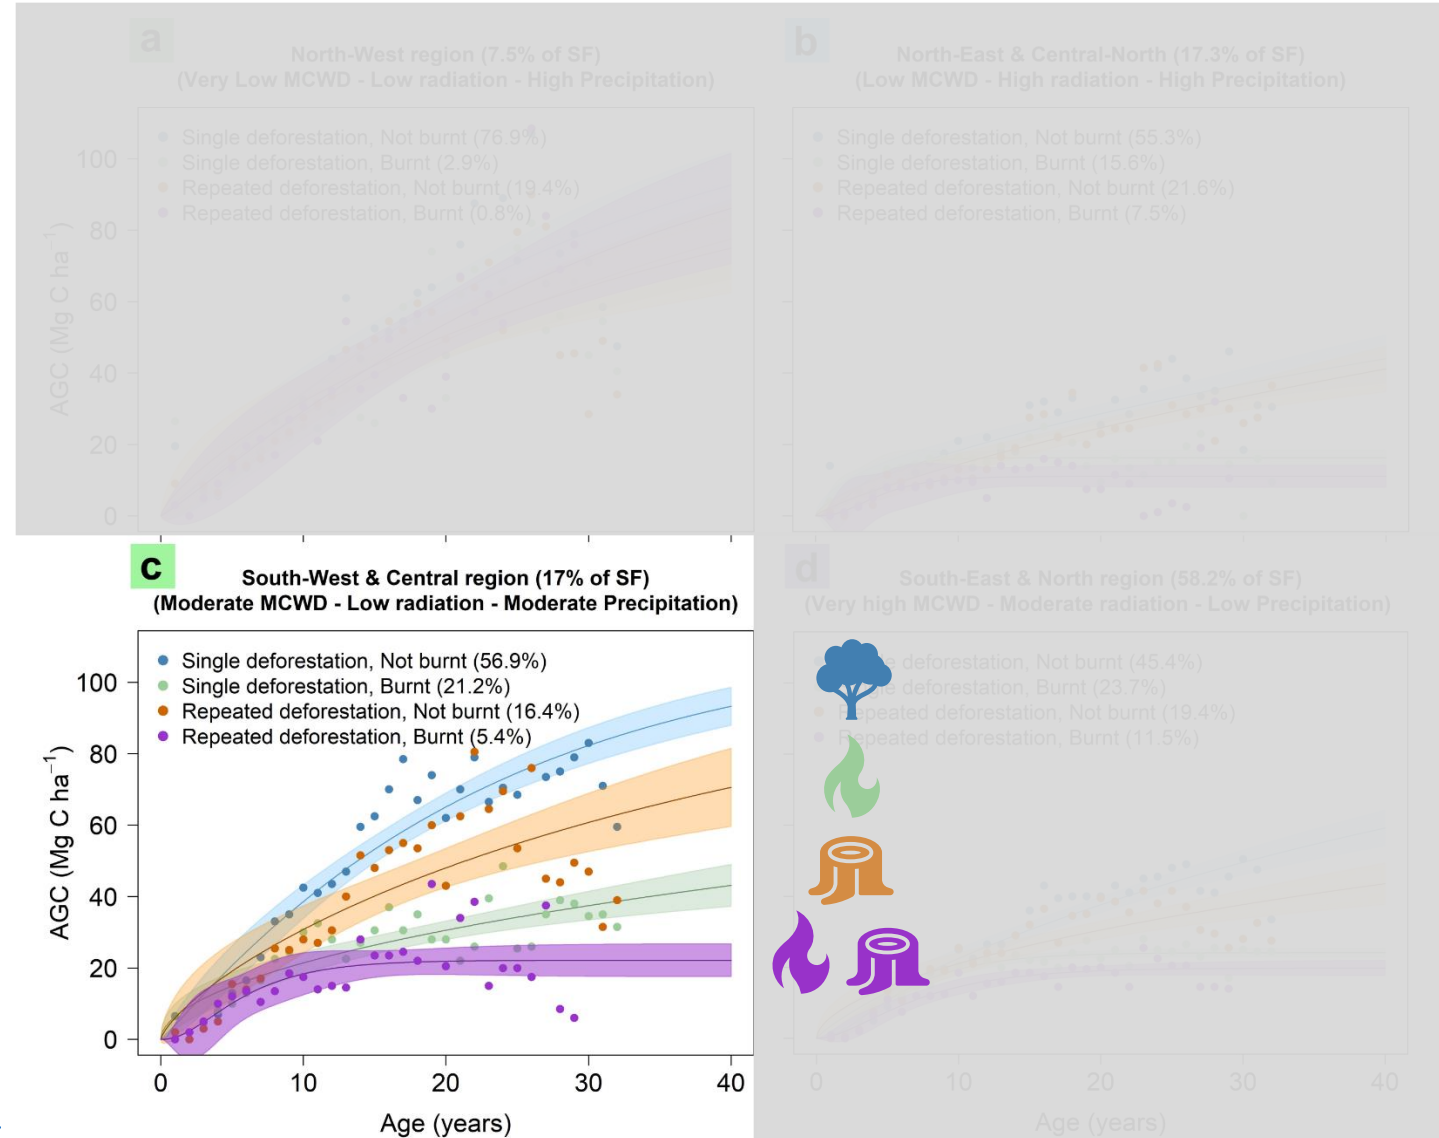 a
North-West region (7.5% of SF)
(Very Low MCWD - Low radiation - High Precipitation)
Single deforestation, Not burnt (76.9%)
Single deforestation, Burnt (2.9%)
Repeated deforestation, Not burnt (19.4%)
Repeated deforestation, Burnt (0.8%)
100
80
60
40
20
0
AGC (Mg C ha⁻¹)
b
North-East & Central-North (17.3% of SF)
(Low MCWD - High radiation - High Precipitation)
Single deforestation, Not burnt (55.3%)
Single deforestation, Burnt (15.6%)
Repeated deforestation, Not burnt (21.6%)
Repeated deforestation, Burnt (7.5%)
c
South-West & Central region (17% of SF)
(Moderate MCWD - Low radiation - Moderate Precipitation)
Single deforestation, Not burnt (56.9%)
Single deforestation, Burnt (21.2%)
Repeated deforestation, Not burnt (16.4%)
Repeated deforestation, Burnt (5.4%)
100
80
60
40
20
0
AGC (Mg C ha⁻¹)
0 10 20 30 40
Age (years)
d
South-East & North region (58.2% of SF)
(Very high MCWD - Moderate radiation - Low Precipitation)
deforestation, Not burnt (45.4%)
deforestation, Burnt (23.7%)
Repeated deforestation, Not burnt (19.4%)
Repeated deforestation, Burnt (11.5%)
0 10 20 30 40
Age (years)